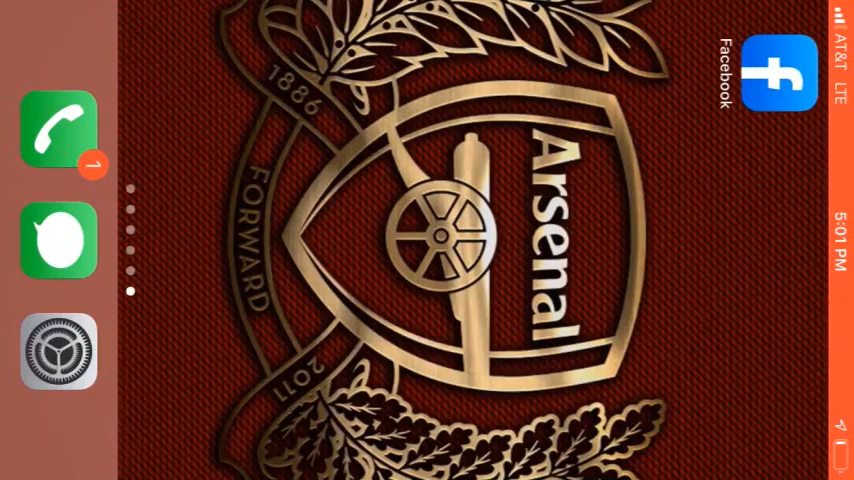 AT&T LTE 5:01 PM
Facebook
Arsenal
1886 FORWARD 2011
1